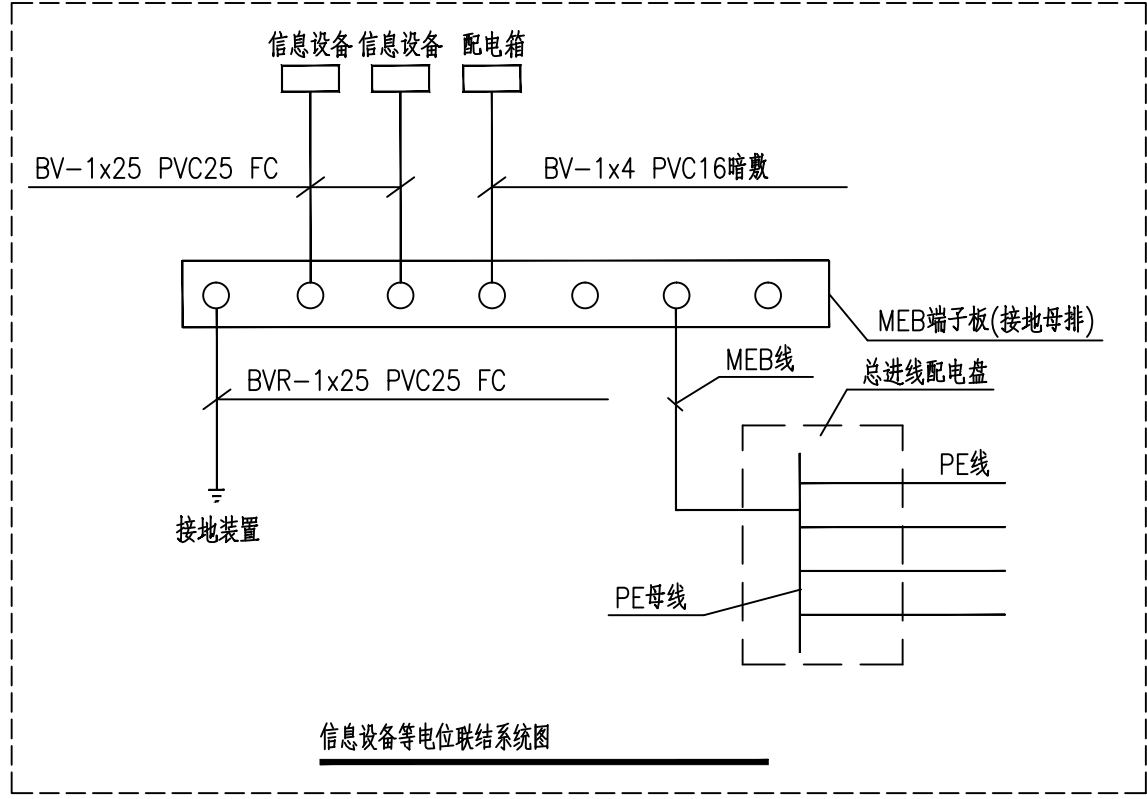 信息设备 信息设备 配电箱
BV-1x25 PVC25 FC
BV-1x4 PVC16暗敷
MEB端子板(接地母排)
MEB线
总进线配电盘
BVR-1x25 PVC25 FC
PE线
接地装置
PE母线
信息设备等电位联结系统图